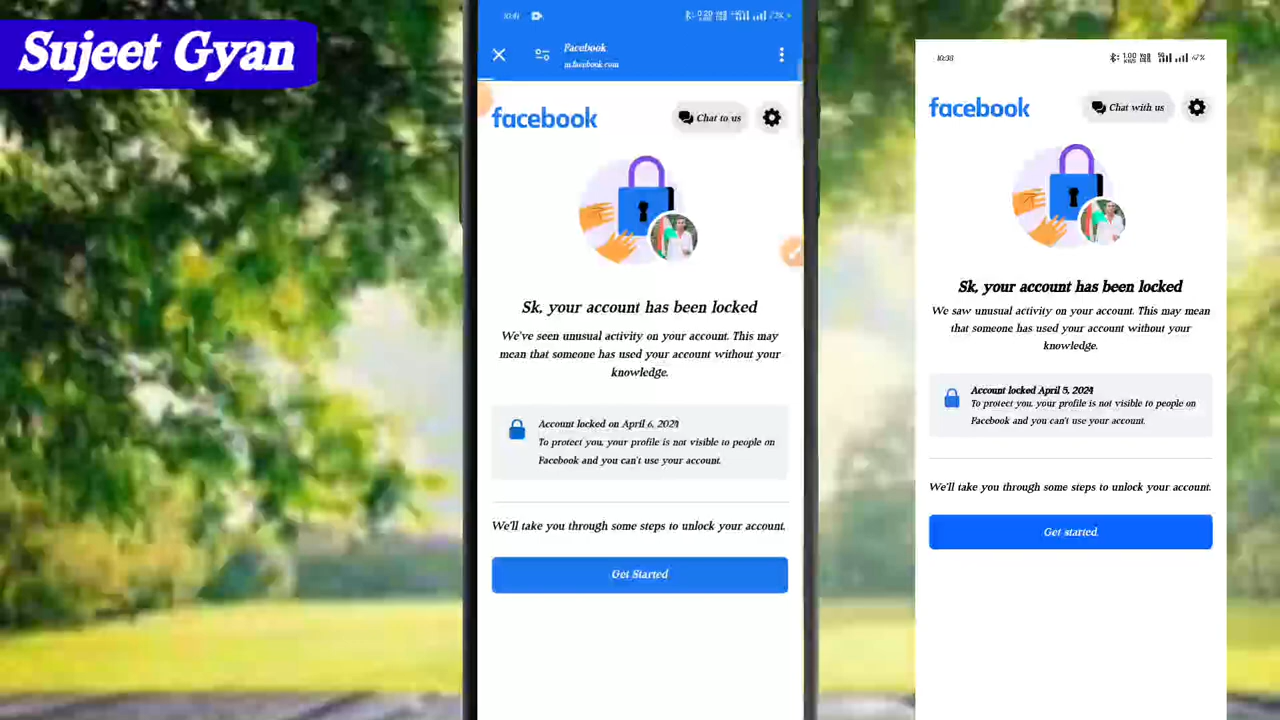 Sujeet Gyan
10:41
Facebook
m.facebook.com
facebook
Chat to us
Sk, your account has been locked
We've seen unusual activity on your account. This may
mean that someone has used your account without your
knowledge.
Account locked on April 6, 2024
To protect you, your profile is not visible to people on
Facebook and you can't use your account.
We'll take you through some steps to unlock your account.
Get Started
10:38
1.00
67%
facebook
Chat with us
Sk, your account has been locked
We saw unusual activity on your account. This may mean
that someone has used your account without your
knowledge.
Account locked April 5, 2024
To protect you, your profile is not visible to people on
Facebook and you can't use your account.
We'll take you through some steps to unlock your account.
Get started